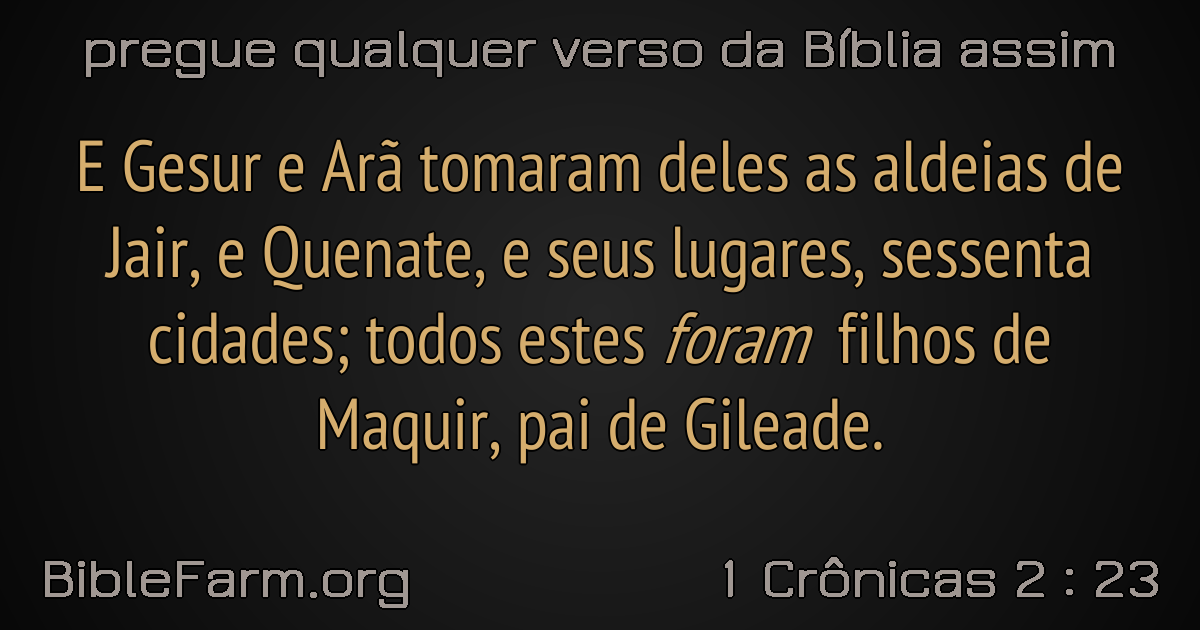 pregue qualquer verso da Bíblia assim
E Gesur e Arã tomaram deles as aldeias de
Jair, e Quenate, e seus lugares, sessenta
cidades; todos estes foram filhos de
Maquir, pai de Gileade.
BibleFarm.org
1 Crônicas 2 : 23